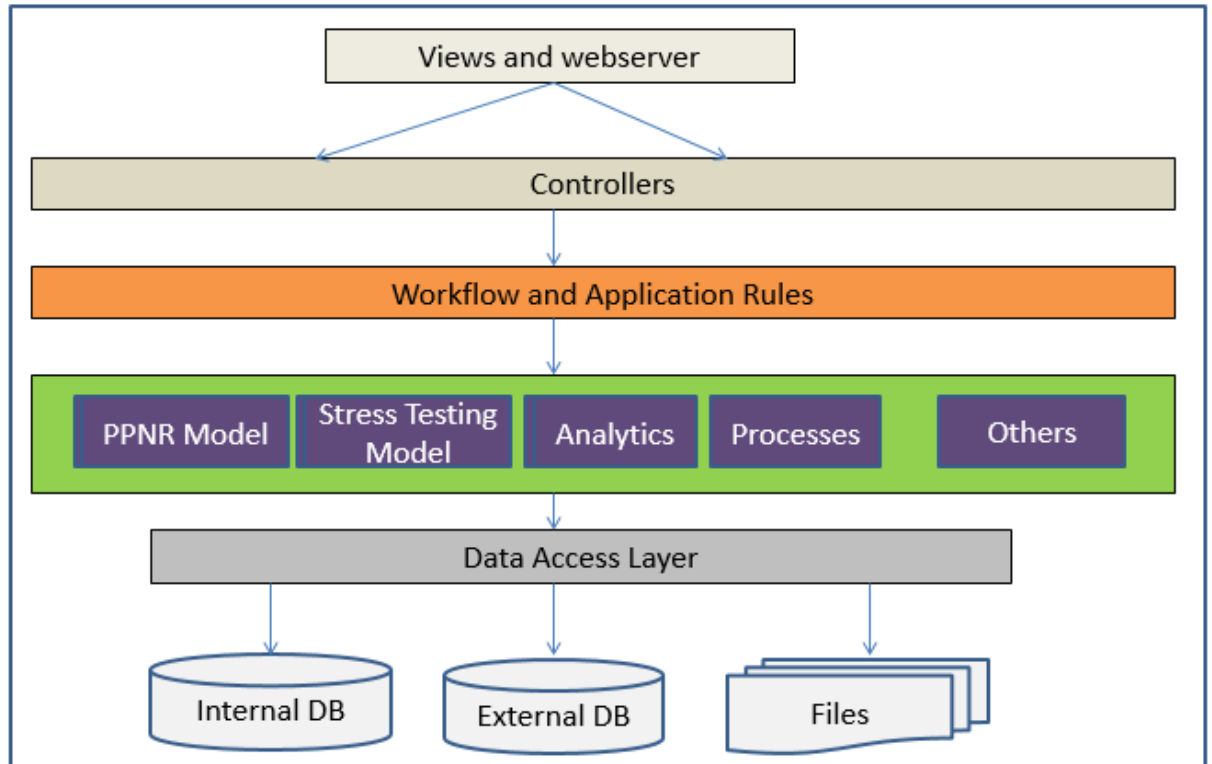 Views and webserver
Controllers
Workflow and Application Rules
PPNR Model
Stress Testing
Model
Analytics
Processes
Others
Data Access Layer
Internal DB
External DB
Files